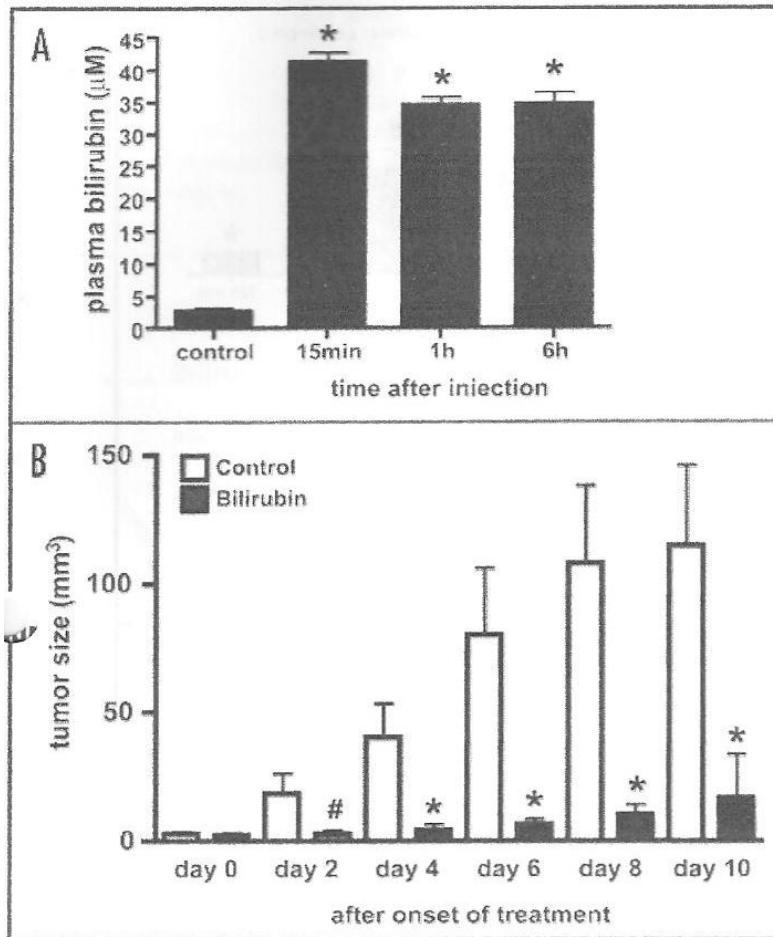 A
45
40
35
30
25
20
15
10
5
0
plasma bilirubin (µM)
*
*
*
control 15min 1h 6h
time after injection
B
150
100
50
0
tumor size (mm³)
Control
Bilirubin
#
*
*
*
*
day 0 day 2 day 4 day 6 day 8 day 10
after onset of treatment